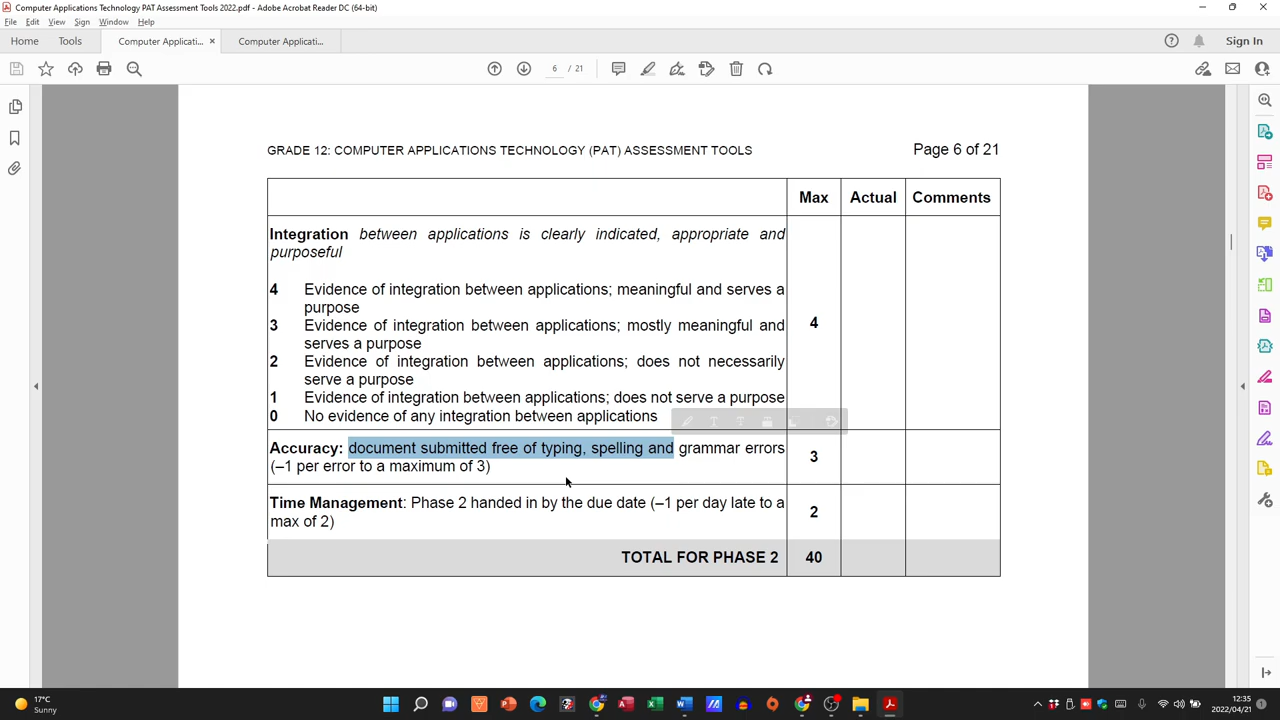 Computer Applications Technology PAT Assessment Tools 2022.pdf - Adobe Acrobat Reader DC (64-bit)
File Edit View Sign Window Help
Home Tools Computer Applicati... × Computer Applicati... Sign In
6 / 21
GRADE 12: COMPUTER APPLICATIONS TECHNOLOGY (PAT) ASSESSMENT TOOLS Page 6 of 21
Max Actual Comments
Integration between applications is clearly indicated, appropriate and
purposeful
4 Evidence of integration between applications; meaningful and serves a
purpose
3 Evidence of integration between applications; mostly meaningful and
serves a purpose
2 Evidence of integration between applications; does not necessarily
serve a purpose
1 Evidence of integration between applications; does not serve a purpose
0 No evidence of any integration between applications
4
Accuracy: document submitted free of typing, spelling and grammar errors
(–1 per error to a maximum of 3)
3
Time Management: Phase 2 handed in by the due date (–1 per day late to a
max of 2)
2
TOTAL FOR PHASE 2 40
17°C
Sunny
12:35
2022/04/21